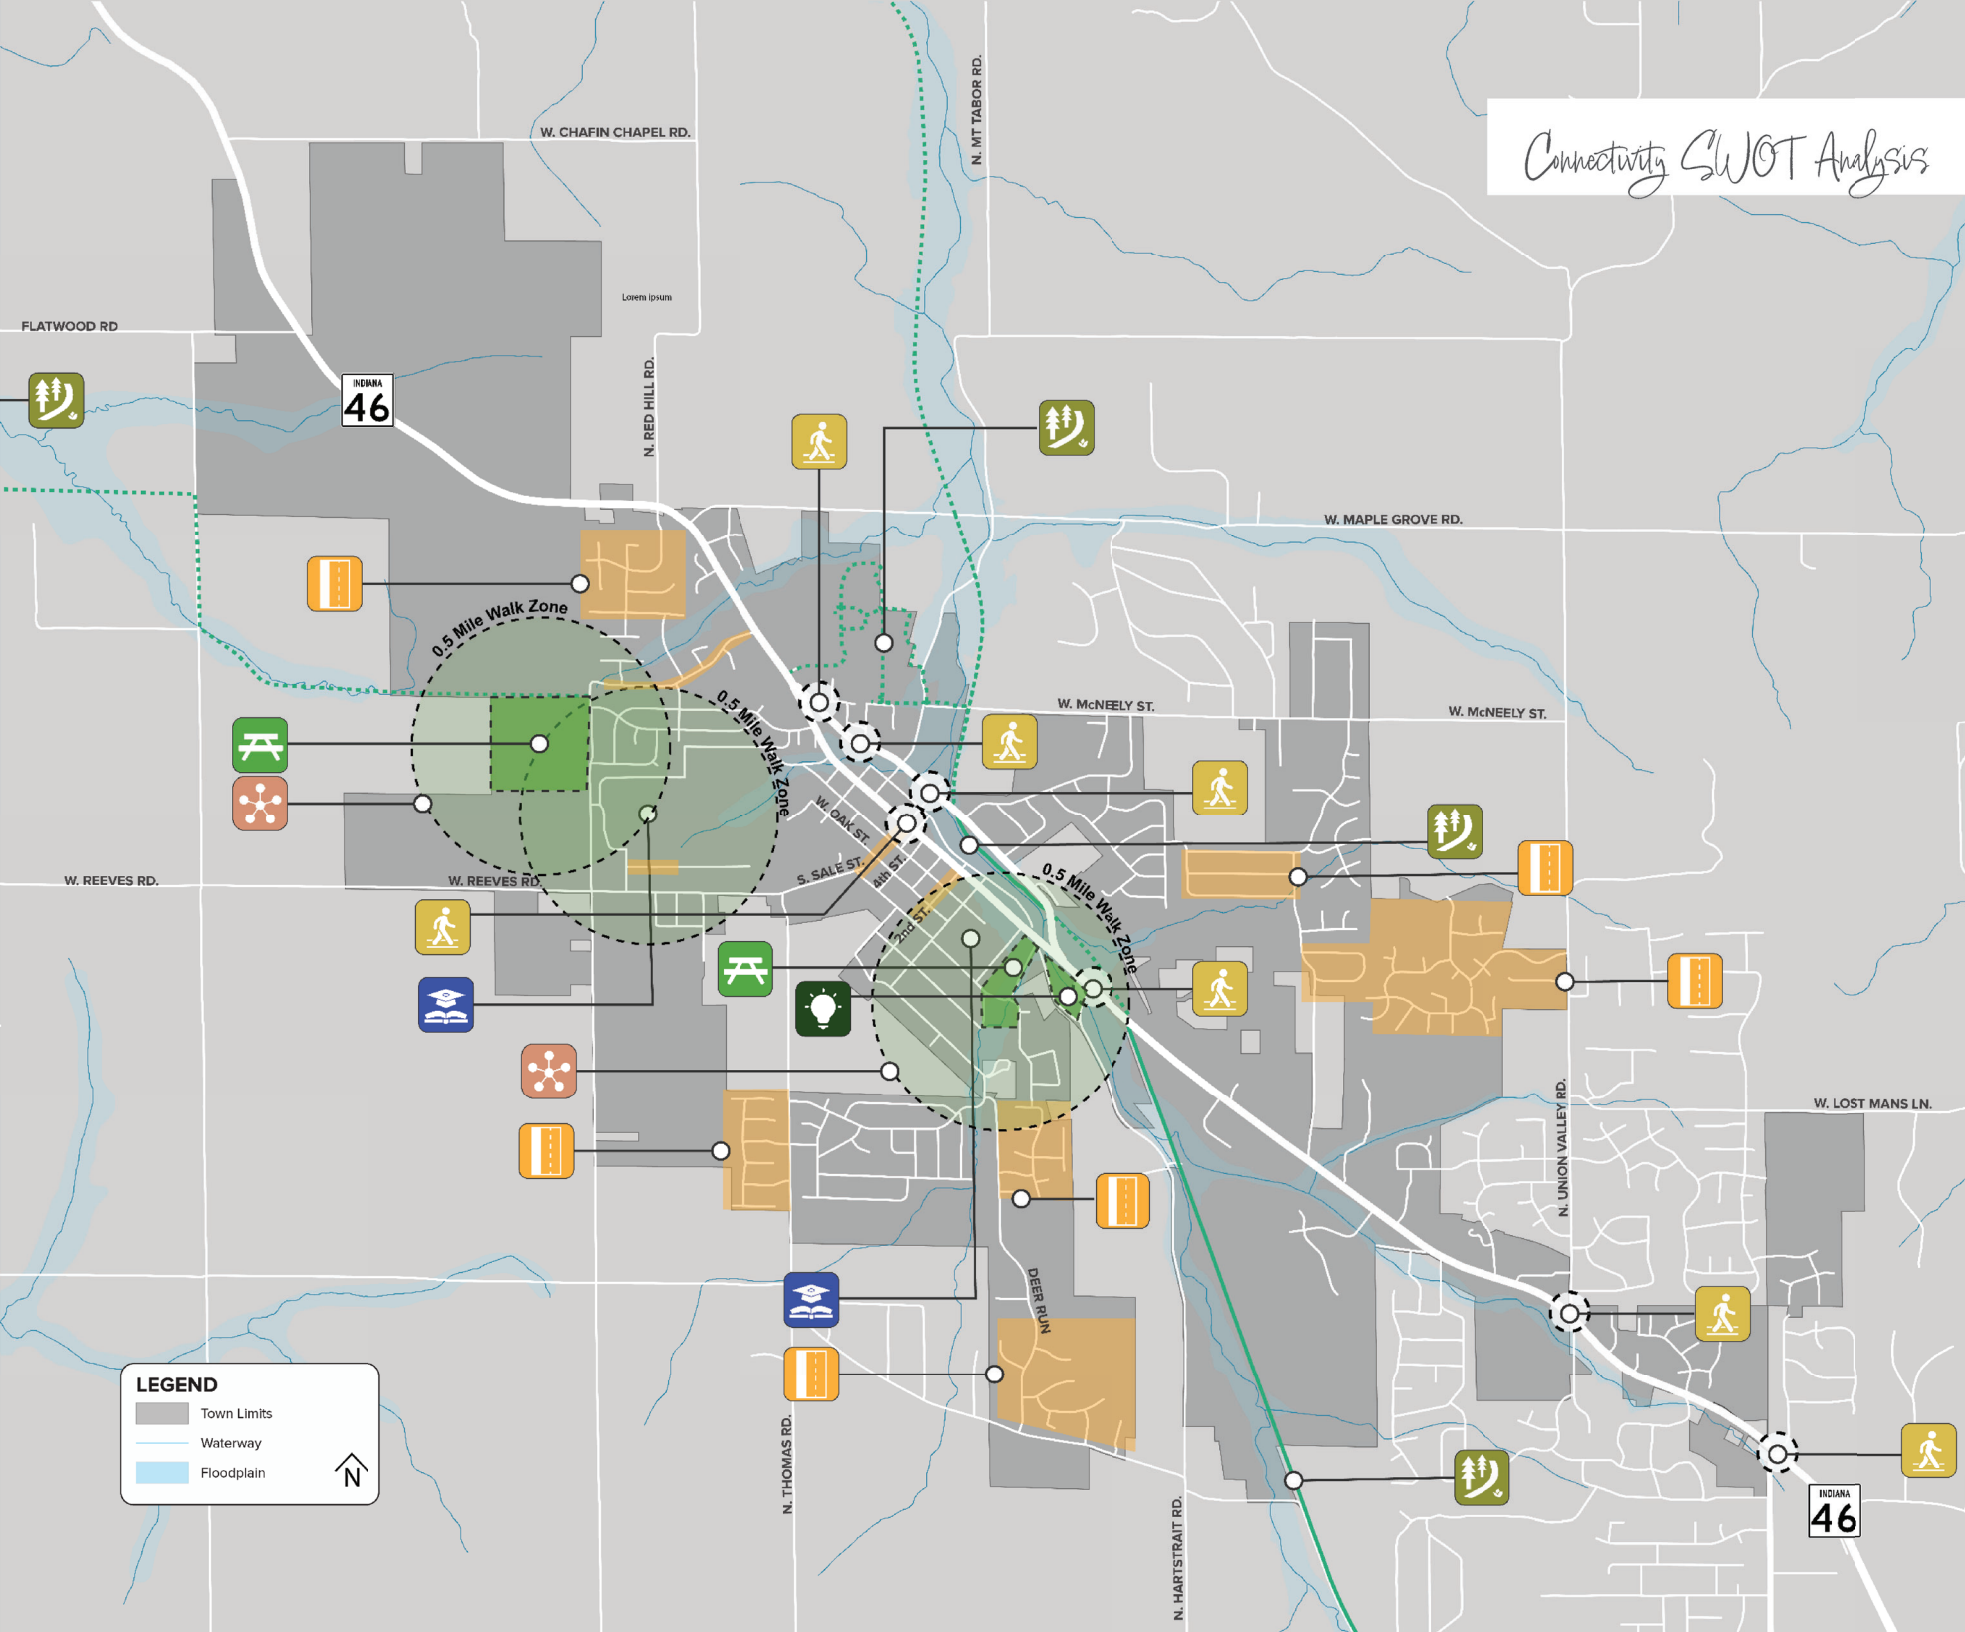 W. CHAFIN CHAPEL RD.
N. MT TABOR RD.
Connectivity SWOT Analysis
Lorem ipsum
FLATWOOD RD
INDIANA
46
N. RED HILL RD.
W. MAPLE GROVE RD.
0.5 Mile Walk Zone
0.5 Mile Walk Zone
W. McNEELY ST.
W. McNEELY ST.
W. OAK ST.
S. SALE ST.
4th ST.
0.5 Mile Walk Zone
W. REEVES RD.
W. REEVES RD.
2nd ST.
W. LOST MANS LN.
N. UNION VALLEY RD.
DEER RUN
LEGEND
Town Limits
Waterway
Floodplain
N
N. THOMAS RD.
N. HARTSTRAIT RD.
INDIANA
46